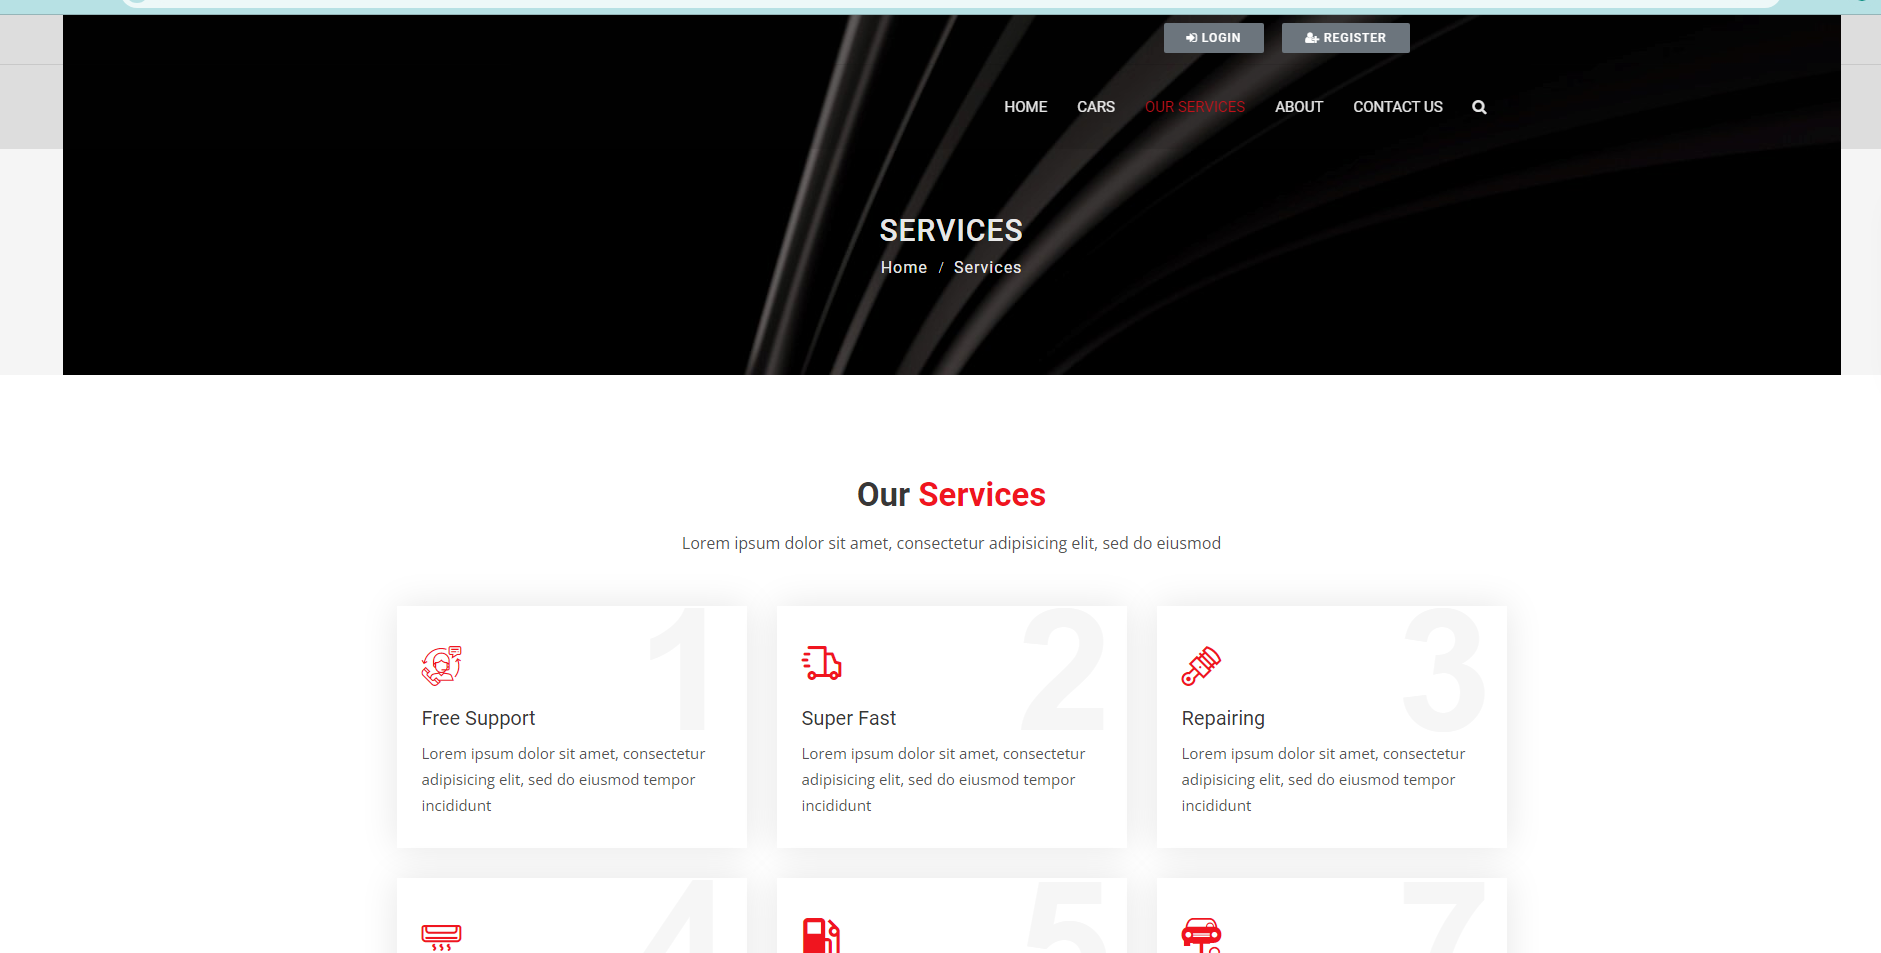 LOGIN
REGISTER
HOME CARS OUR SERVICES ABOUT CONTACT US
SERVICES
Home / Services
Our Services
Lorem ipsum dolor sit amet, consectetur adipisicing elit, sed do eiusmod
1
Free Support
Lorem ipsum dolor sit amet, consectetur
adipisicing elit, sed do eiusmod tempor
incididunt
2
Super Fast
Lorem ipsum dolor sit amet, consectetur
adipisicing elit, sed do eiusmod tempor
incididunt
3
Repairing
Lorem ipsum dolor sit amet, consectetur
adipisicing elit, sed do eiusmod tempor
incididunt
4
5
7